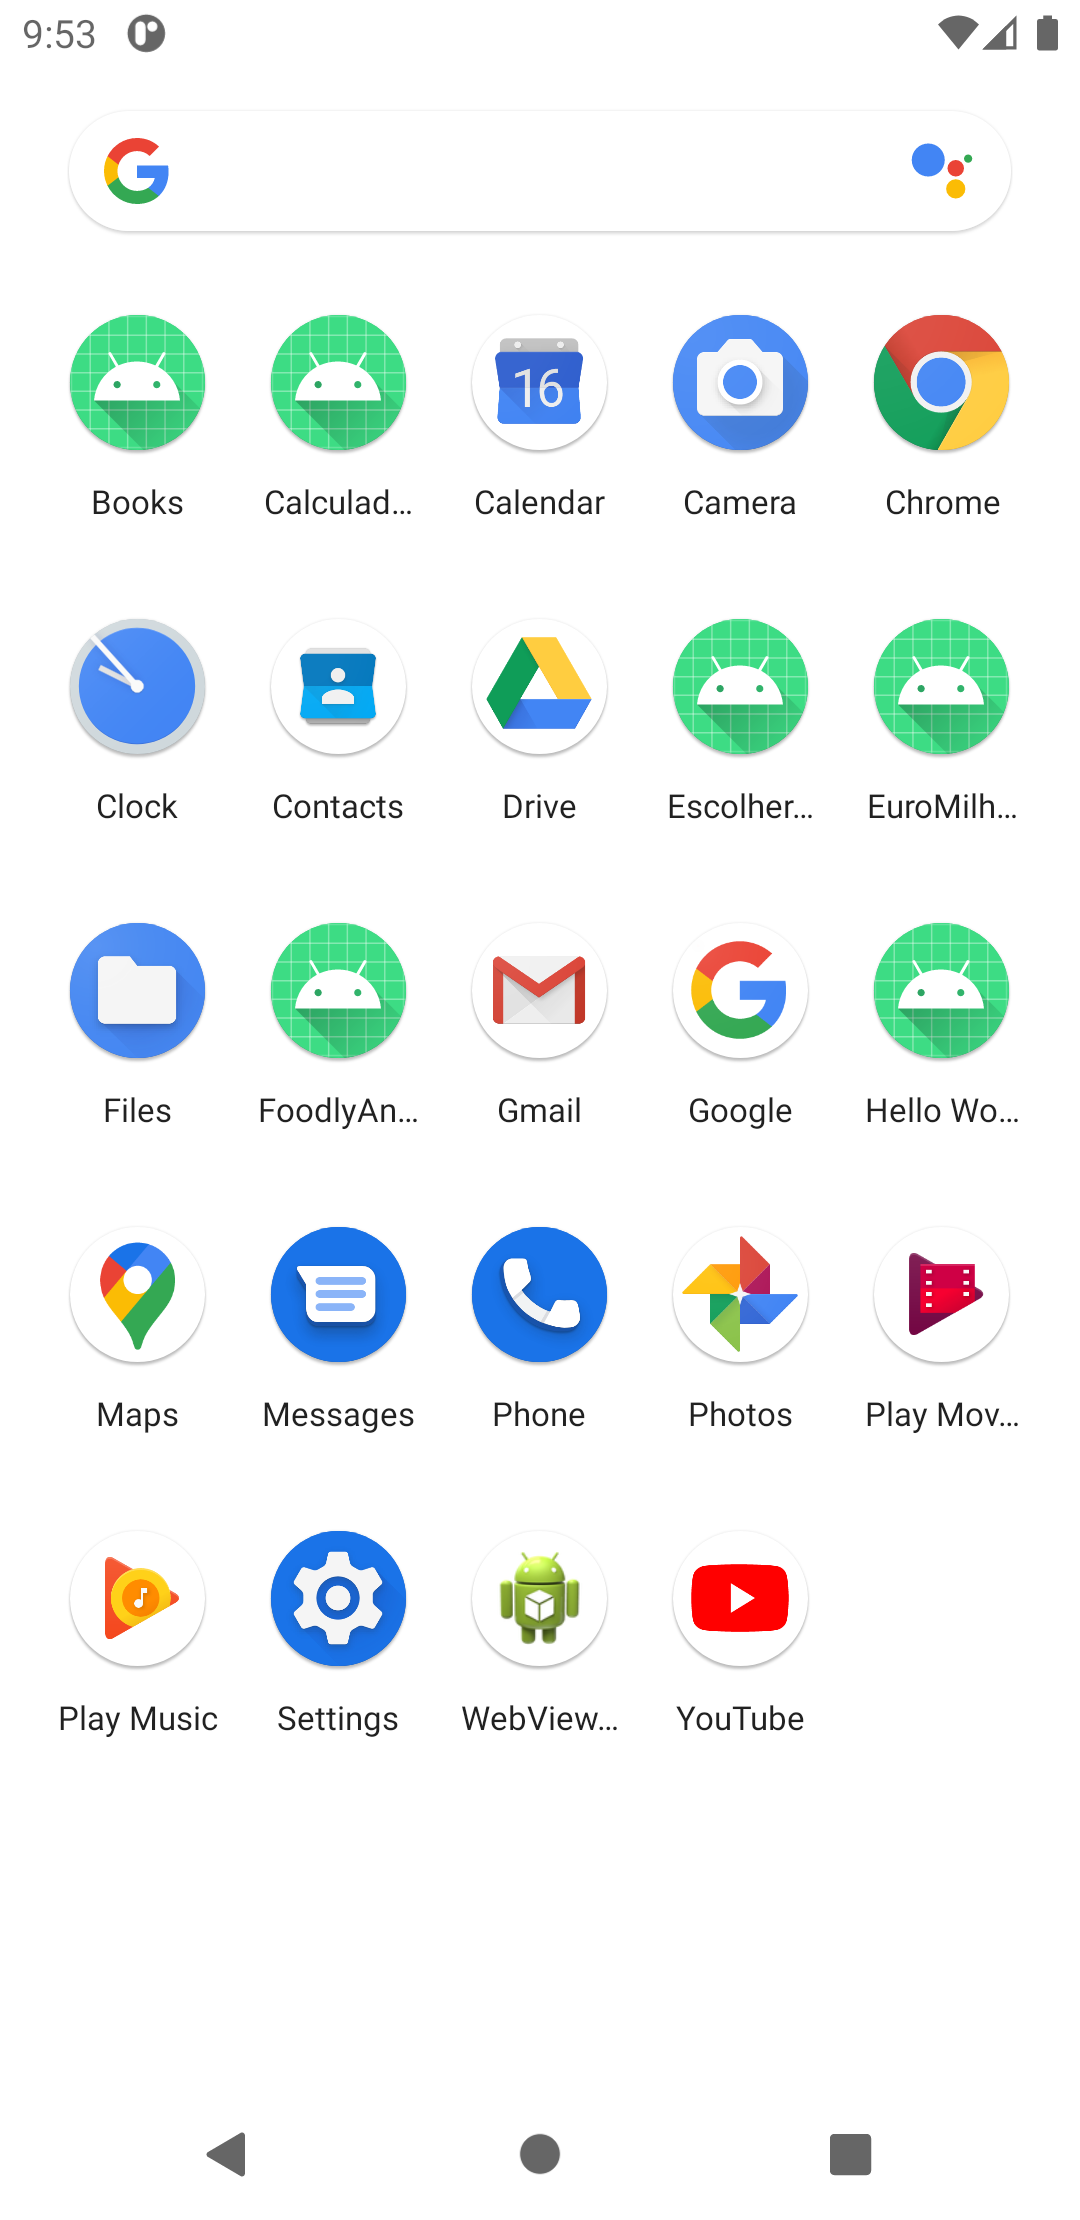 9:53
Books
Calculad…
Calendar
16
Camera
Chrome
Clock
Contacts
Drive
Escolher…
EuroMilh…
Files
FoodlyAn…
Gmail
Google
Hello Wo…
Maps
Messages
Phone
Photos
Play Mov…
Play Music
Settings
WebView…
YouTube